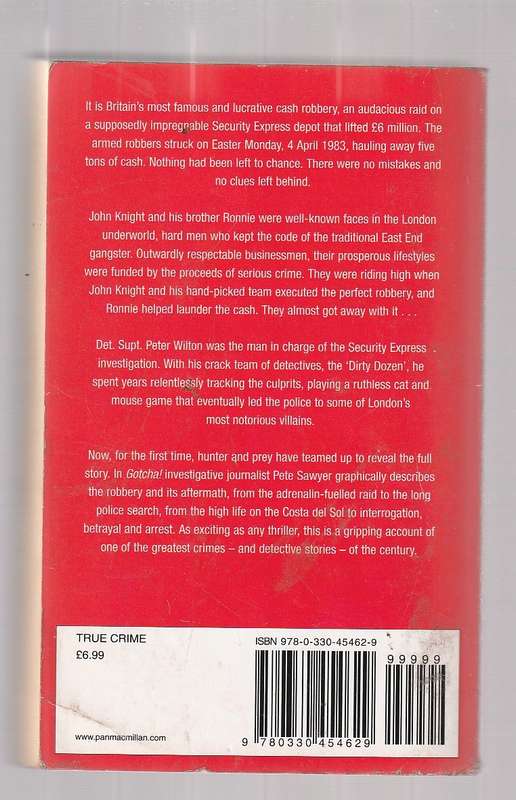 It is Britain's most famous and lucrative cash robbery, an audacious raid on
a supposedly impregnable Security Express depot that lifted £6 million. The
armed robbers struck on Easter Monday, 4 April 1983, hauling away five
tons of cash. Nothing had been left to chance. There were no mistakes and
no clues left behind.
John Knight and his brother Ronnie were well-known faces in the London
underworld, hard men who kept the code of the traditional East End
gangster. Outwardly respectable businessmen, their prosperous lifestyles
were funded by the proceeds of serious crime. They were riding high when
John Knight and his hand-picked team executed the perfect robbery, and
Ronnie helped launder the cash. They almost got away with it . . .
Det. Supt. Peter Wilton was the man in charge of the Security Express
investigation. With his crack team of detectives, the 'Dirty Dozen', he
spent years relentlessly tracking the culprits, playing a ruthless cat and
mouse game that eventually led the police to some of London's
most notorious villains.
Now, for the first time, hunter and prey have teamed up to reveal the full
story. In Gotcha! investigative journalist Pete Sawyer graphically describes
the robbery and its aftermath, from the adrenalin-fuelled raid to the long
police search, from the high life on the Costa del Sol to interrogation,
betrayal and arrest. As exciting as any thriller, this is a gripping account of
one of the greatest crimes – and detective stories – of the century.
TRUE CRIME
£6.99
www.panmacmillan.com
ISBN 978-0-330-45462-9
99999
9 780330 454629